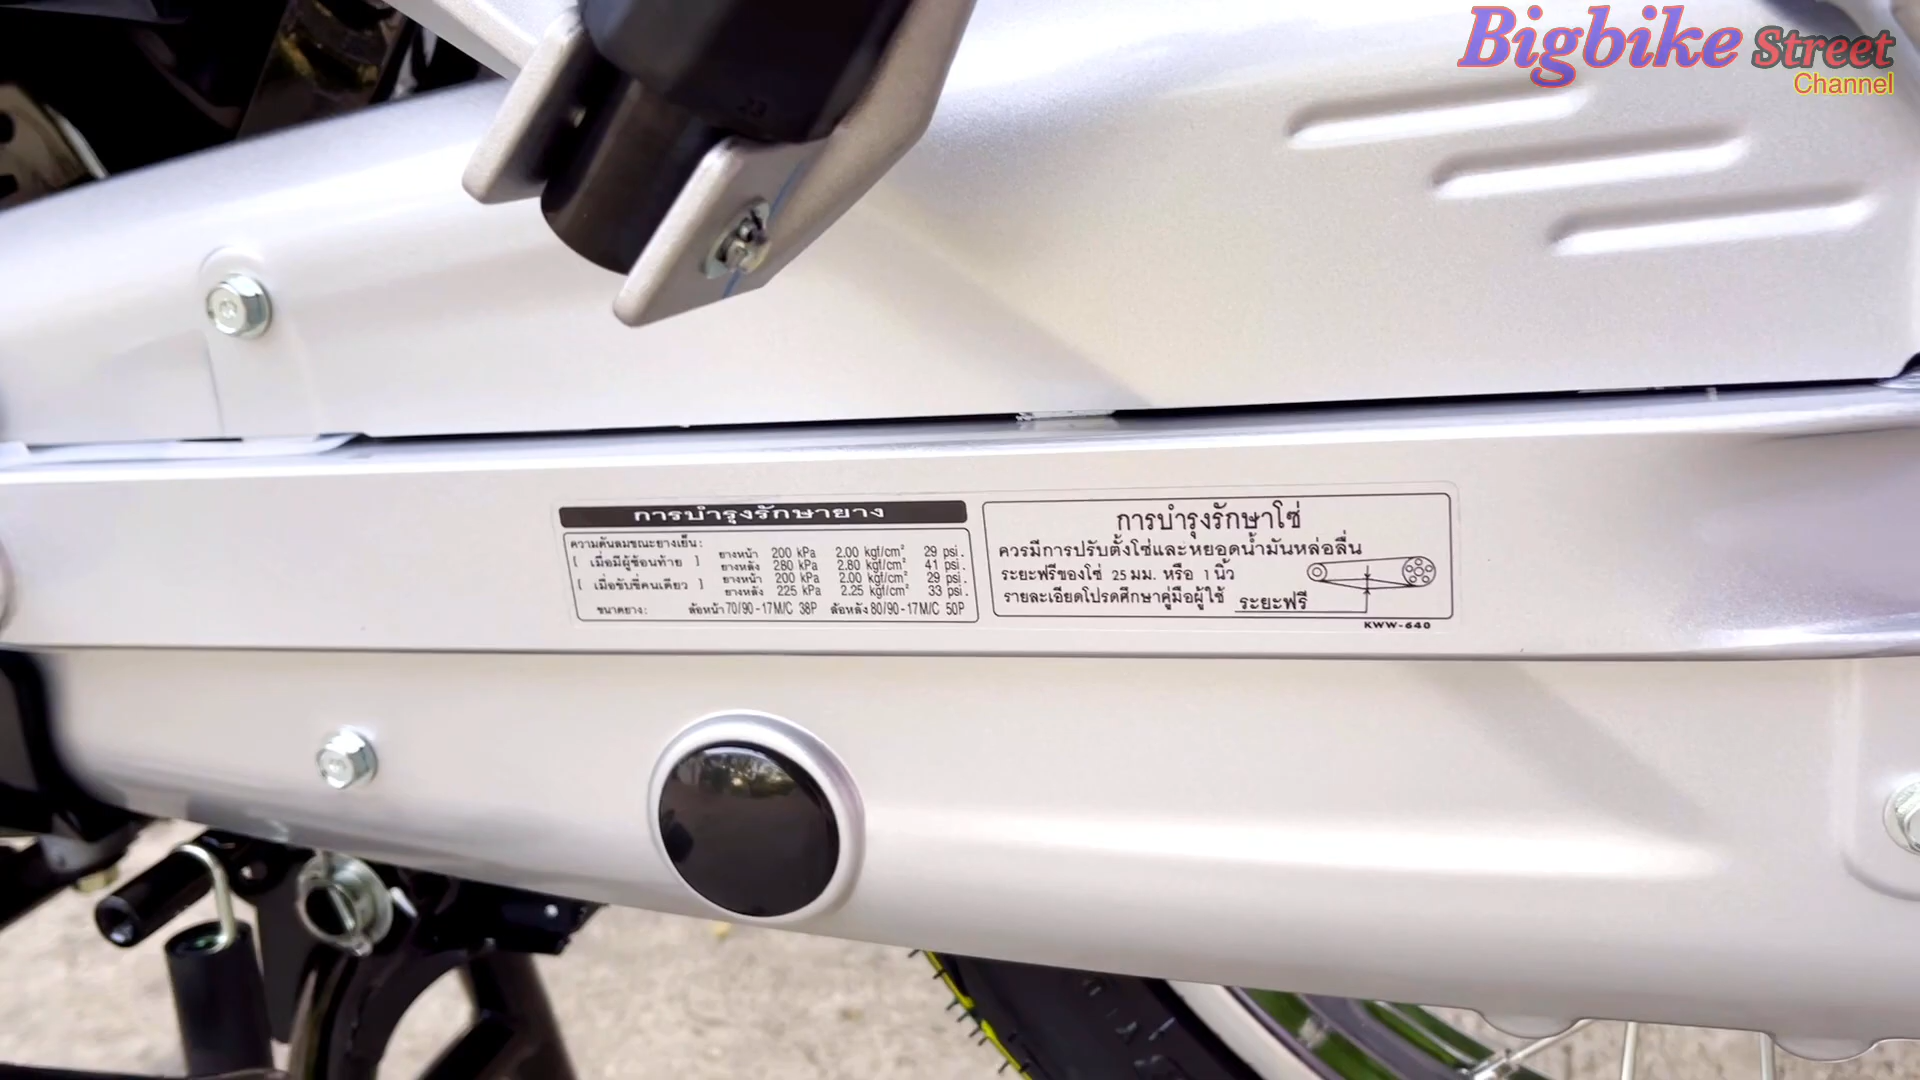 Bigbike Street
Channel
23
การบำรุงรักษายาง
ความดันลมขณะยางเย็น :
[ เมื่อมีผู้ซ้อนท้าย ] ยางหน้า 200 kPa 2.00 kgf/cm² 29 psi.
ยางหลัง 280 kPa 2.80 kgf/cm² 41 psi.
[ เมื่อขับขี่คนเดียว ] ยางหน้า 200 kPa 2.00 kgf/cm² 29 psi.
ยางหลัง 225 kPa 2.25 kgf/cm² 33 psi.
ขนาดยาง: ล้อหน้า 70/90-17M/C 38P ล้อหลัง 80/90-17M/C 50P
การบำรุงรักษาโซ่
ควรมีการปรับตั้งโซ่และหยอดน้ำมันหล่อลื่น
ระยะฟรีของโซ่ 25 มม. หรือ 1 นิ้ว
รายละเอียดโปรดศึกษาคู่มือผู้ใช้
ระยะฟรี
KWW-640